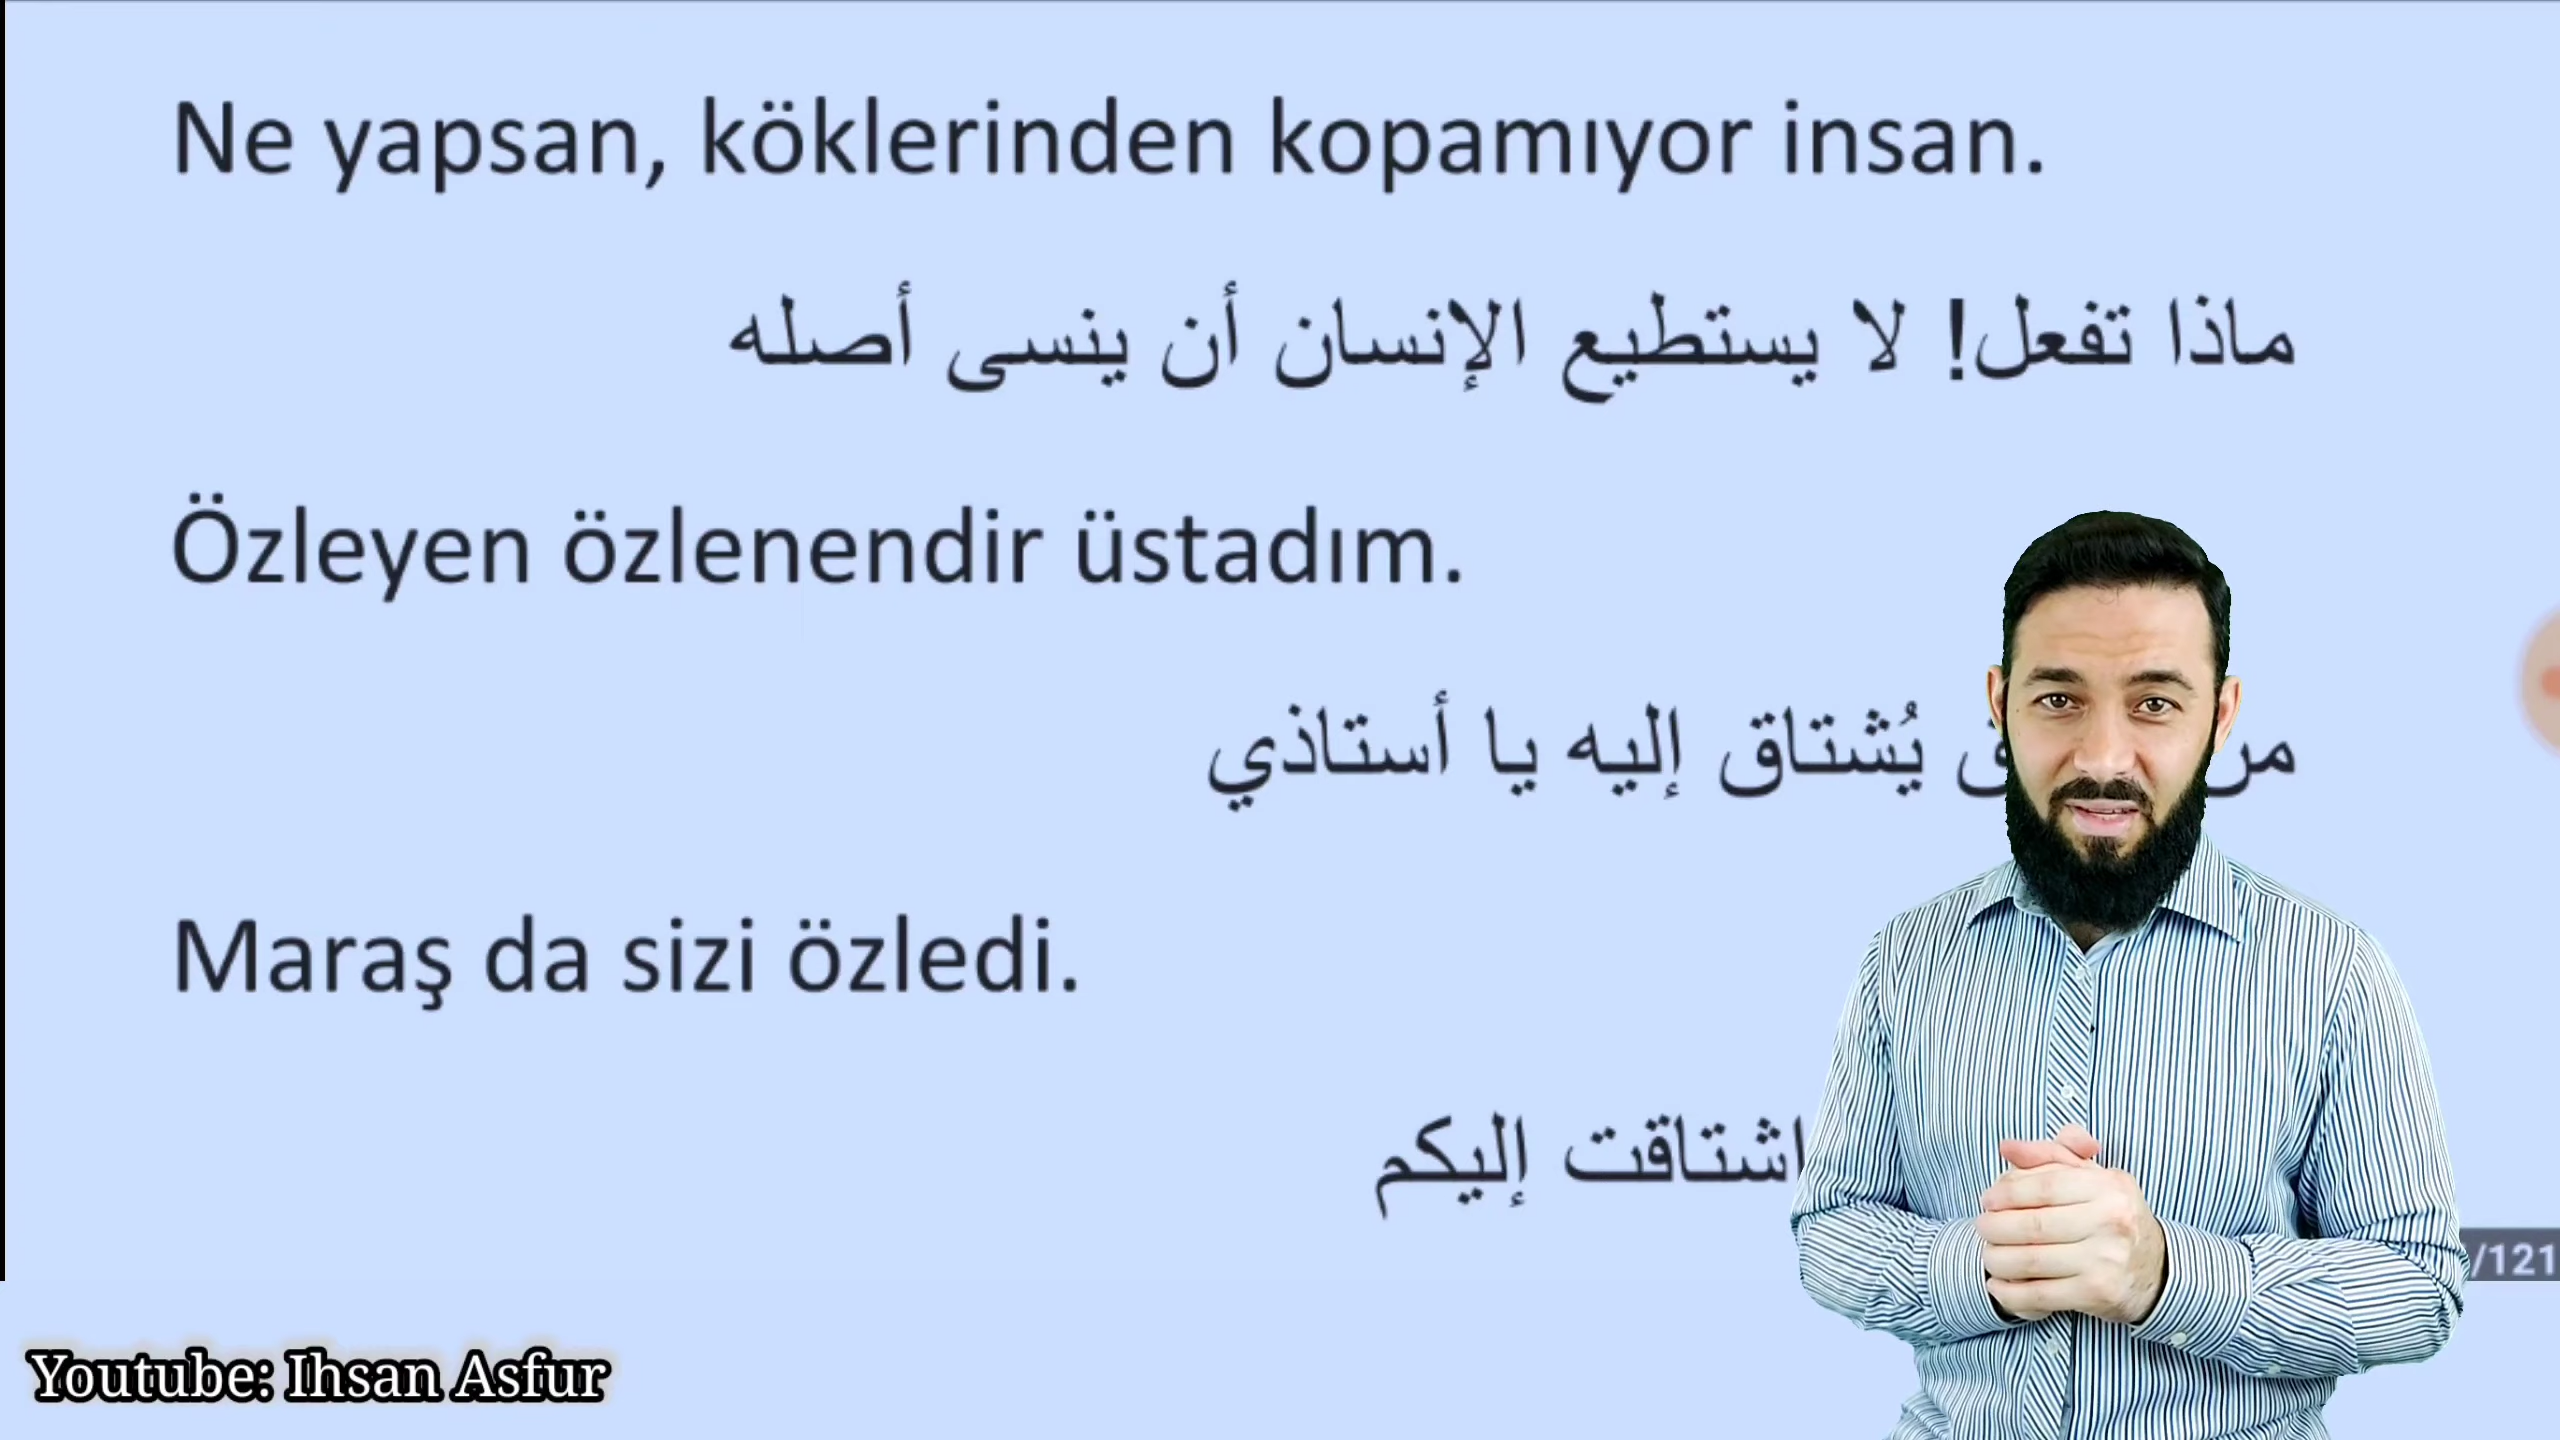 Ne yapsan, köklerinden kopamıyor insan.
ماذا تفعل! لا يستطيع الإنسان أن ينسى أصله
Özleyen özlenendir üstadım.
من يُشتاق إليه يا أستاذي
Maraş da sizi özledi.
اشتاقت إليكم
/121
Youtube: Ihsan Asfur